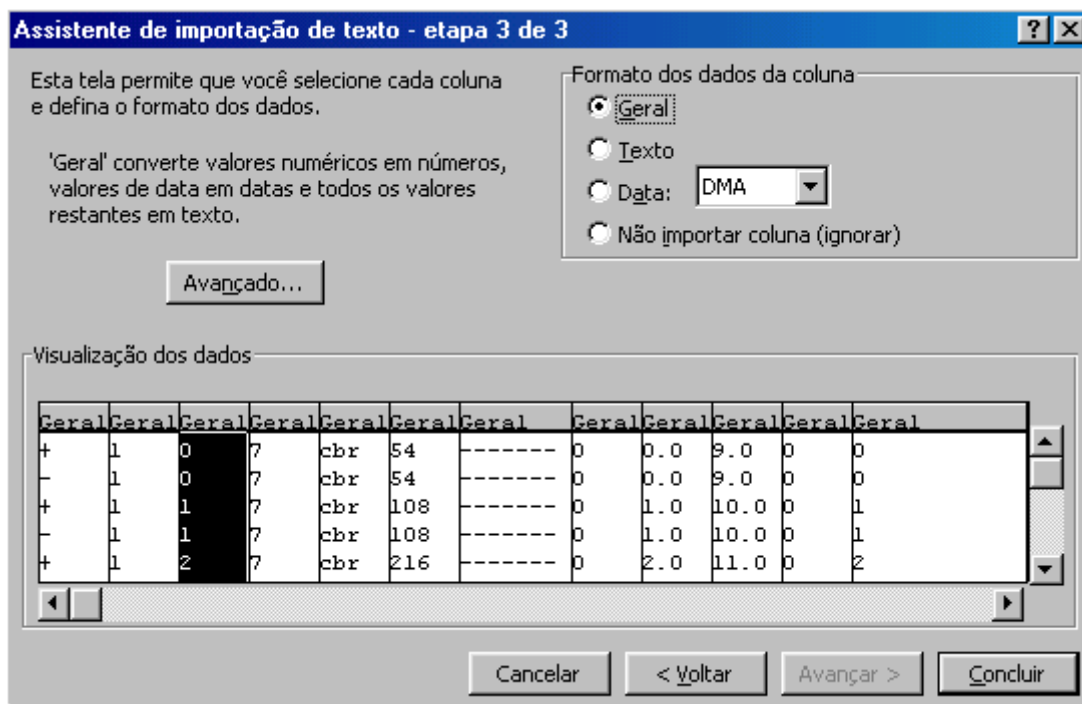 Assistente de importação de texto - etapa 3 de 3
Esta tela permite que você selecione cada coluna
e defina o formato dos dados.
'Geral' converte valores numéricos em números,
valores de data em datas e todos os valores
restantes em texto.
Avançado...
Formato dos dados da coluna
Geral
Texto
Data: DMA
Não importar coluna (ignorar)
Visualização dos dados
Geral Geral Geral Geral Geral Geral Geral Geral Geral Geral Geral Geral
+ 1 0 7 cbr 54 ------- 0 0.0 9.0 0 0
- 1 0 7 cbr 54 ------- 0 0.0 9.0 0 0
+ 1 1 7 cbr 108 ------- 0 1.0 10.0 0 1
- 1 1 7 cbr 108 ------- 0 1.0 10.0 0 1
+ 1 2 7 cbr 216 ------- 0 2.0 11.0 0 2
Cancelar
< Voltar
Avançar >
Concluir